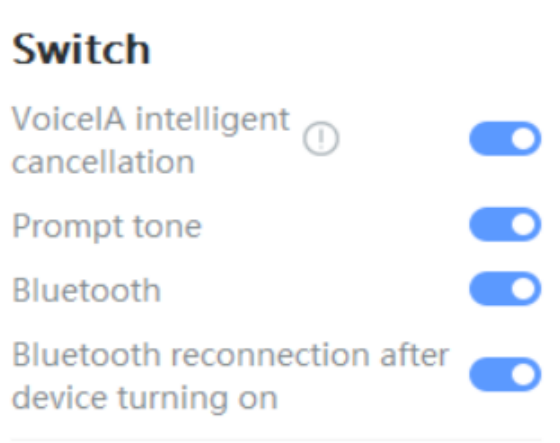 Switch
VoiceIA intelligent
cancellation
Prompt tone
Bluetooth
Bluetooth reconnection after
device turning on